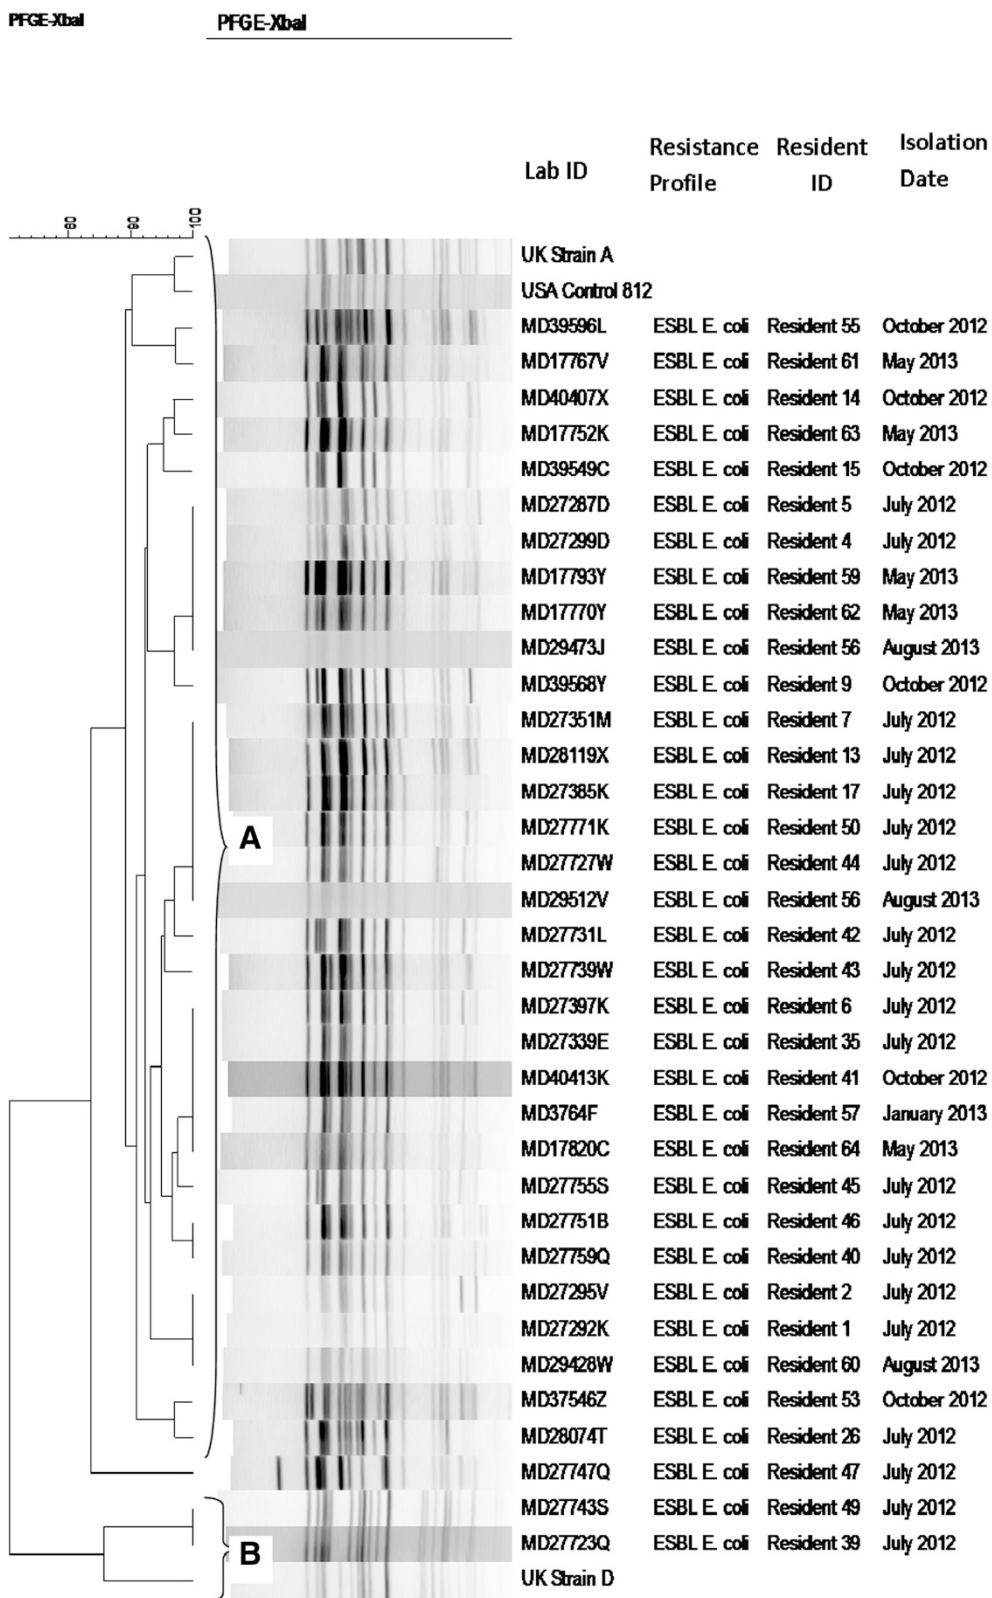 PFGE-XbaI PFGE-XbaI
Lab ID Resistance Profile Resident ID Isolation Date
80 90 100
UK Strain A
USA Control 812
MD39596L ESBL E. coli Resident 55 October 2012
MD17767V ESBL E. coli Resident 61 May 2013
MD40407X ESBL E. coli Resident 14 October 2012
MD17752K ESBL E. coli Resident 63 May 2013
MD39549C ESBL E. coli Resident 15 October 2012
MD27287D ESBL E. coli Resident 5 July 2012
MD27299D ESBL E. coli Resident 4 July 2012
MD17793Y ESBL E. coli Resident 59 May 2013
MD17770Y ESBL E. coli Resident 62 May 2013
MD29473J ESBL E. coli Resident 56 August 2013
MD39568Y ESBL E. coli Resident 9 October 2012
MD27351M ESBL E. coli Resident 7 July 2012
MD28119X ESBL E. coli Resident 13 July 2012
MD27385K ESBL E. coli Resident 17 July 2012
A MD27771K ESBL E. coli Resident 50 July 2012
MD27727W ESBL E. coli Resident 44 July 2012
MD29512V ESBL E. coli Resident 56 August 2013
MD27731L ESBL E. coli Resident 42 July 2012
MD27739W ESBL E. coli Resident 43 July 2012
MD27397K ESBL E. coli Resident 6 July 2012
MD27339E ESBL E. coli Resident 35 July 2012
MD40413K ESBL E. coli Resident 41 October 2012
MD3764F ESBL E. coli Resident 57 January 2013
MD17820C ESBL E. coli Resident 64 May 2013
MD27755S ESBL E. coli Resident 45 July 2012
MD27751B ESBL E. coli Resident 46 July 2012
MD27759Q ESBL E. coli Resident 40 July 2012
MD27295V ESBL E. coli Resident 2 July 2012
MD27292K ESBL E. coli Resident 1 July 2012
MD29428W ESBL E. coli Resident 60 August 2013
MD37546Z ESBL E. coli Resident 53 October 2012
MD28074T ESBL E. coli Resident 26 July 2012
MD27747Q ESBL E. coli Resident 47 July 2012
MD27743S ESBL E. coli Resident 49 July 2012
B MD27723Q ESBL E. coli Resident 39 July 2012
UK Strain D